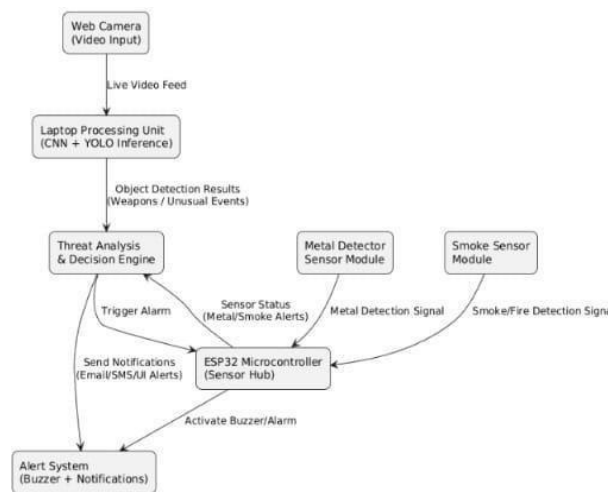 Web Camera
(Video Input)
Live Video Feed
Laptop Processing Unit
(CNN + YOLO Inference)
Object Detection Results
(Weapons / Unusual Events)
Threat Analysis
& Decision Engine
Metal Detector
Sensor Module
Smoke Sensor
Module
Trigger Alarm
Sensor Status
(Metal/Smoke Alerts)
Metal Detection Signal
Smoke/Fire Detection Signa
Send Notifications
(Email/SMS/UI Alerts)
ESP32 Microcontroller
(Sensor Hub)
Activate Buzzer/Alarm
Alert System
(Buzzer + Notifications)